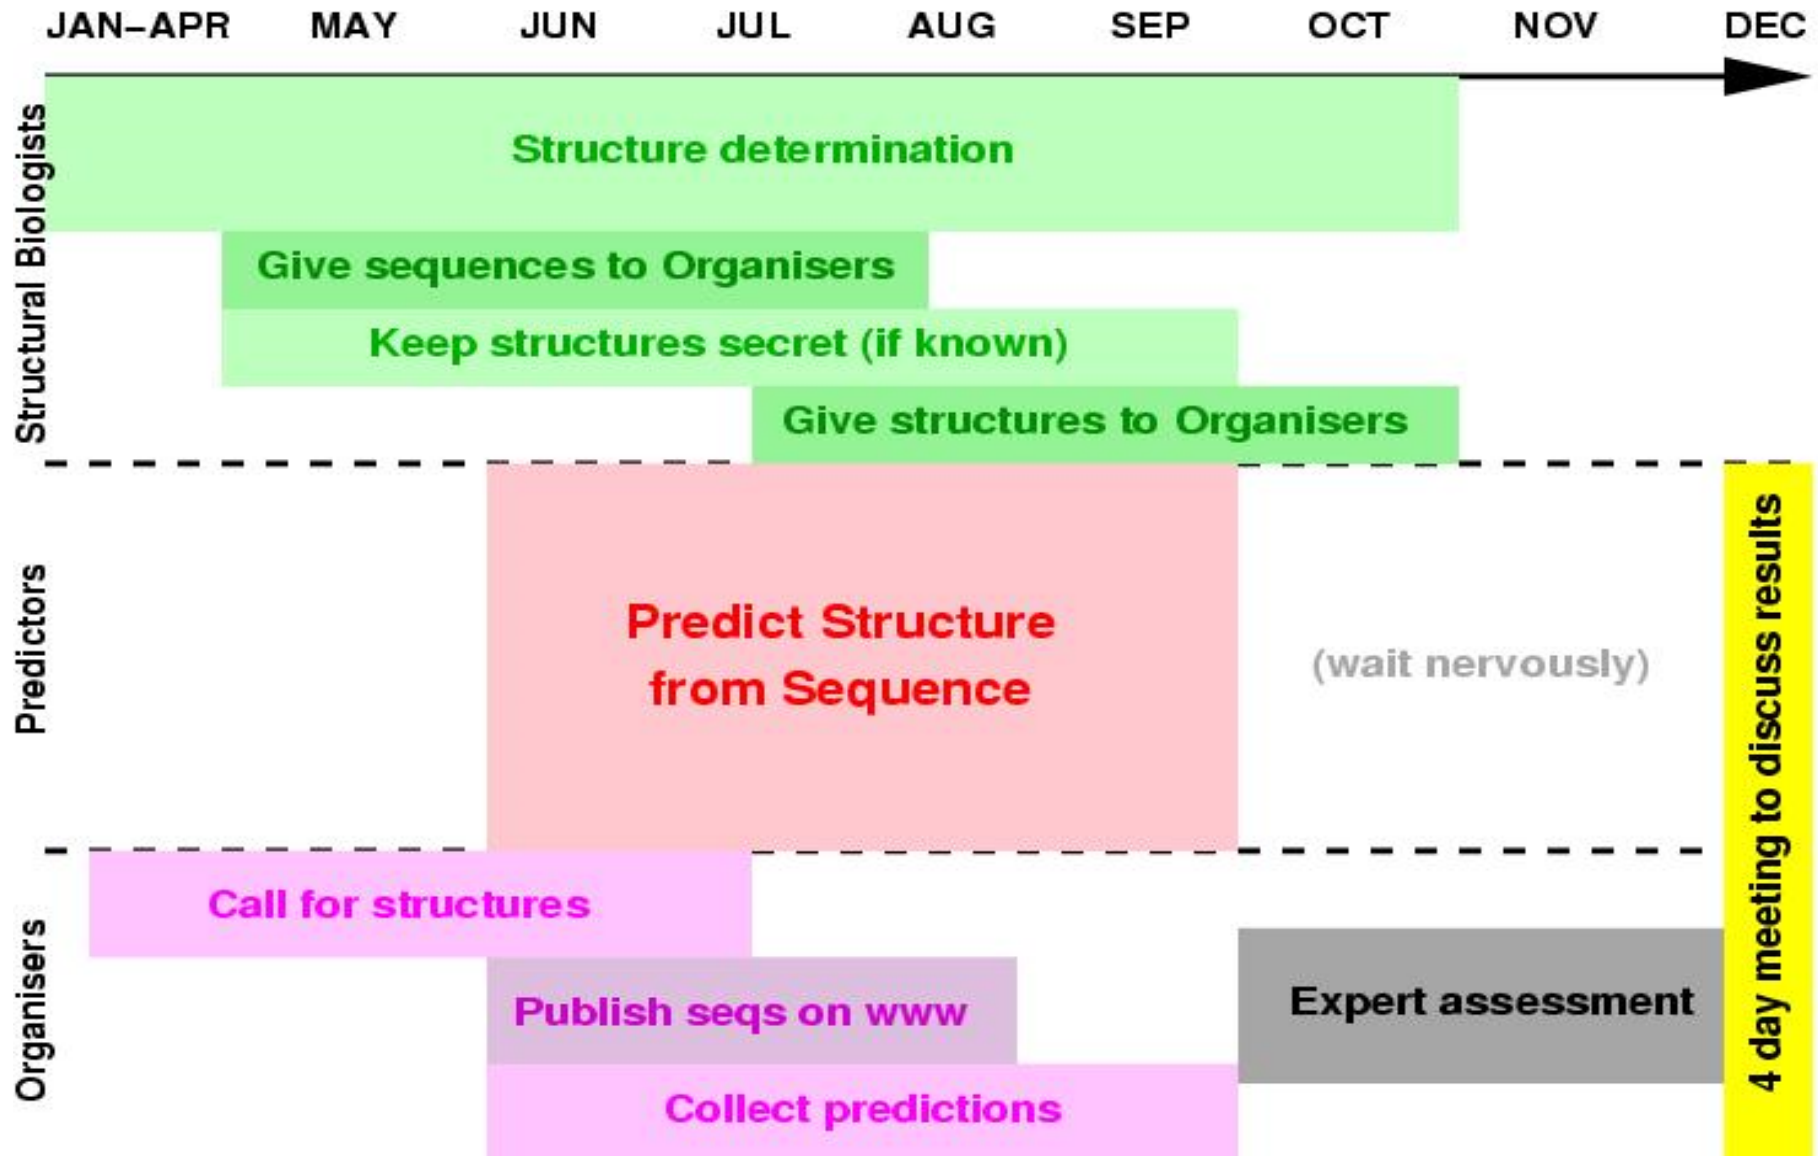 JAN–APR MAY JUN JUL AUG SEP OCT NOV DEC
Structural Biologists
Structure determination
Give sequences to Organisers
Keep structures secret (if known)
Give structures to Organisers
Predictors
Predict Structure
from Sequence
(wait nervously)
4 day meeting to discuss results
Organisers
Call for structures
Publish seqs on www
Expert assessment
Collect predictions